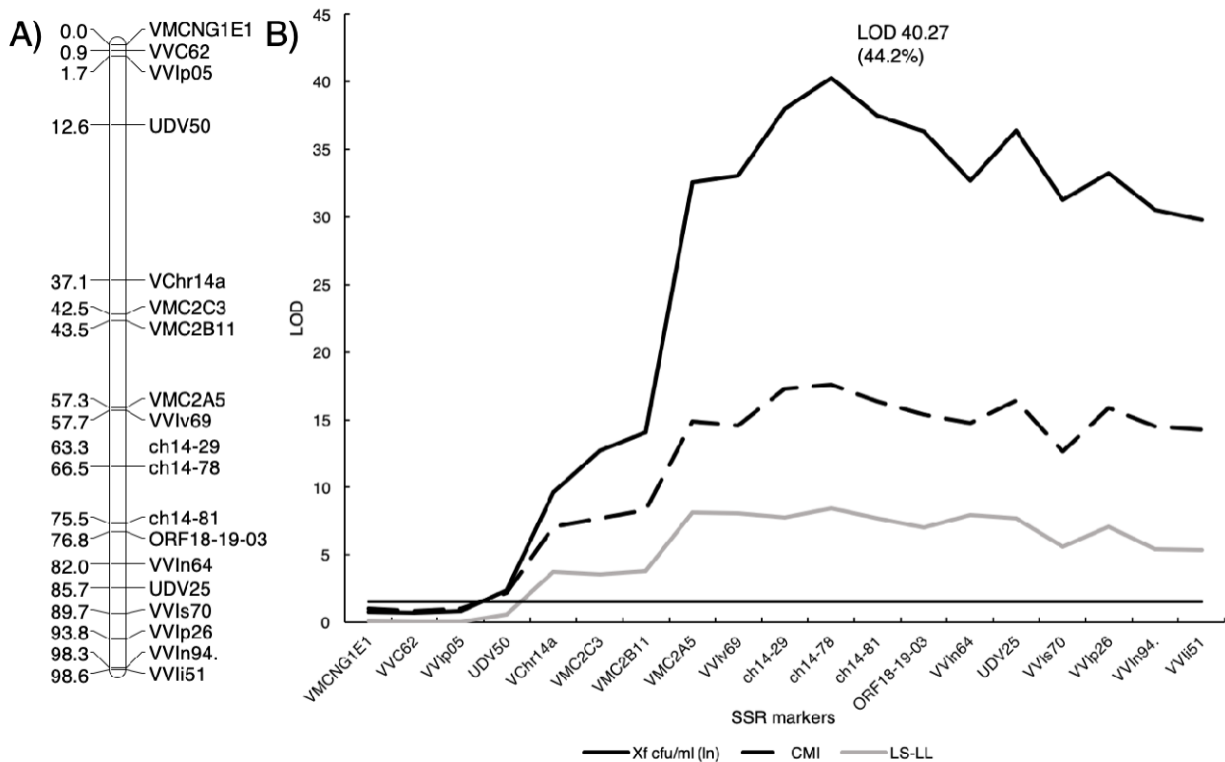 A)
0.0 VMCNG1E1
0.9 VVC62
1.7 VVIp05
12.6 UDV50
37.1 VChr14a
42.5 VMC2C3
43.5 VMC2B11
57.3 VMC2A5
57.7 VVIv69
63.3 ch14-29
66.5 ch14-78
75.5 ch14-81
76.8 ORF18-19-03
82.0 VVIn64
85.7 UDV25
89.7 VVIs70
93.8 VVIp26
98.3 VVIn94.
98.6 VVIi51
B)
LOD 40.27
(44.2%)
45
40
35
30
25
20
15
10
5
0
LOD
VMCNG1E1
VVC62
VVIp05
UDV50
VChr14a
VMC2C3
VMC2B11
VMC2A5
VVIv69
ch14-29
ch14-78
ch14-81
ORF18-19-03
VVIn64
UDV25
VVIs70
VVIp26
VVIn94.
VVIi51
SSR markers
Xf cfu/ml (ln) CMI LS-LL